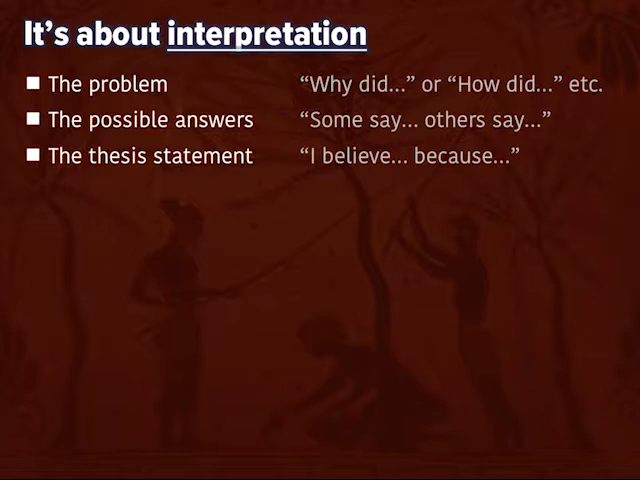 It’s about interpretation
■ The problem “Why did...” or “How did...” etc.
■ The possible answers “Some say... others say...”
■ The thesis statement “I believe... because...”